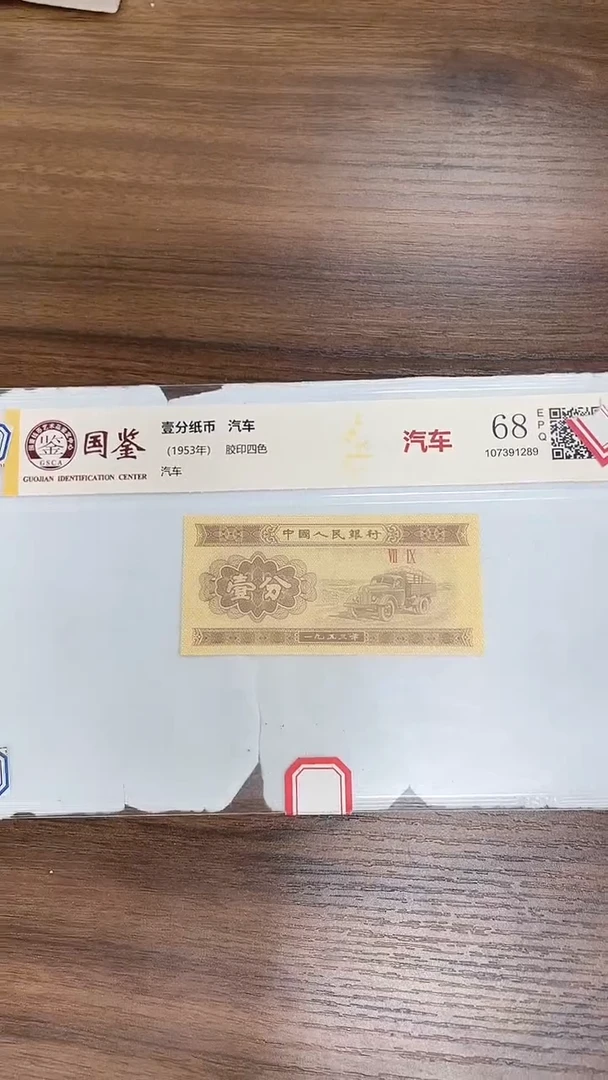 国鉴
GSCA
GUOJIAN IDENTIFICATION CENTER
壹分纸币 汽车
(1953年) 胶印四色
汽车
汽车
68
EPQ
107391289
中國人民銀行
VII IX
壹分
一九五三年